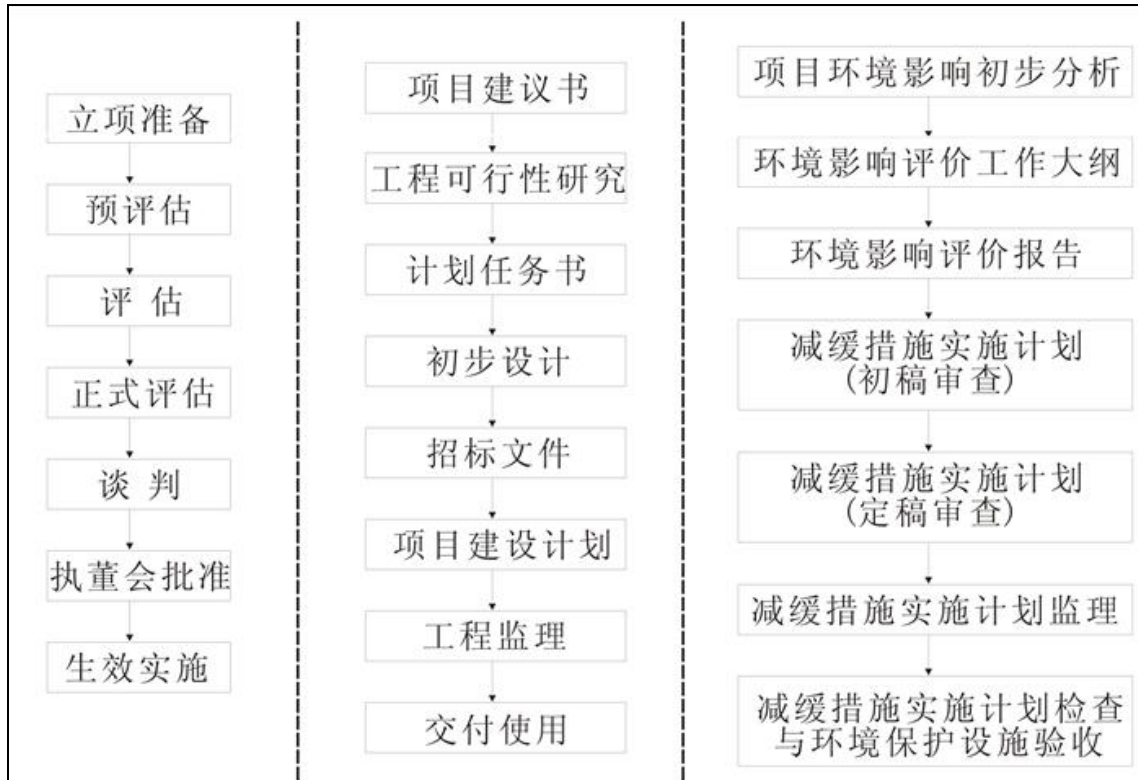 立项准备
预评估
评 估
正式评估
谈 判
执董会批准
生效实施
项目建议书
工程可行性研究
计划任务书
初步设计
招标文件
项目建设计划
工程监理
交付使用
项目环境影响初步分析
环境影响评价工作大纲
环境影响评价报告
减缓措施实施计划
(初稿审查)
减缓措施实施计划
(定稿审查)
减缓措施实施计划监理
减缓措施实施计划检查
与环境保护设施验收